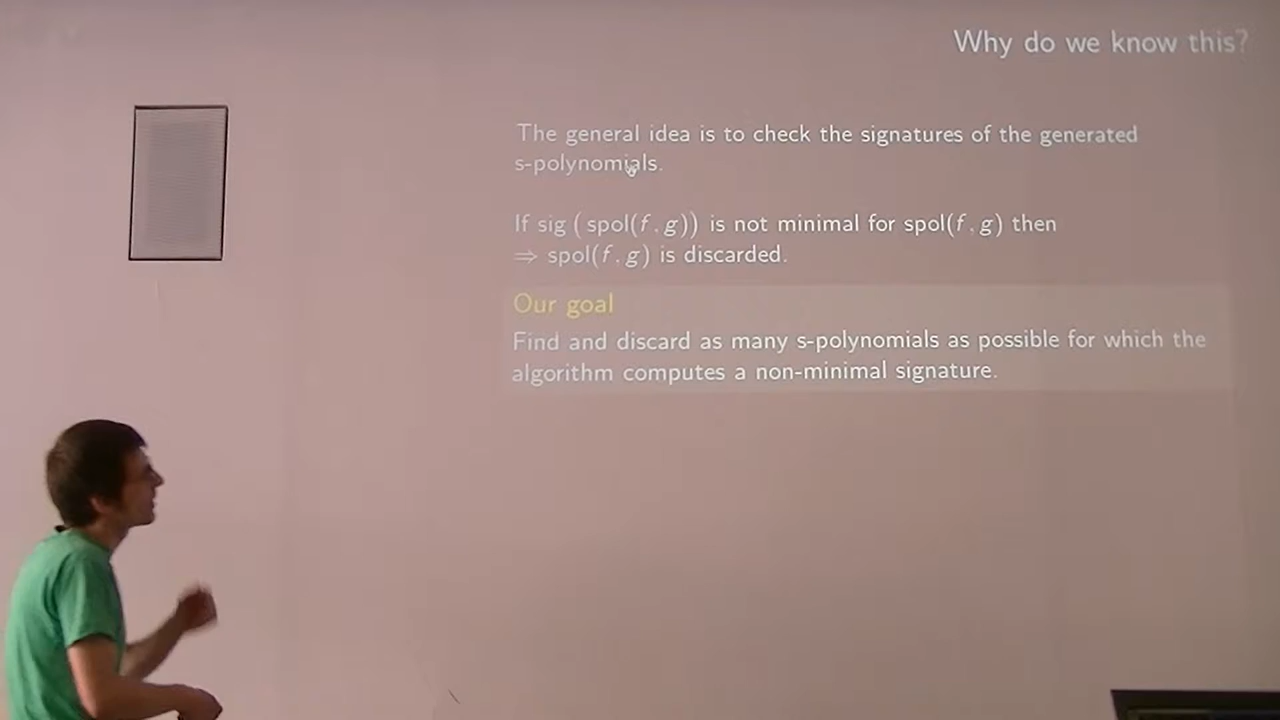 Why do we know this?
The general idea is to check the signatures of the generated
s-polynomials.
If sig ( spol(f, g)) is not minimal for spol(f, g) then
⇒ spol(f, g) is discarded.
Our goal
Find and discard as many s-polynomials as possible for which the
algorithm computes a non-minimal signature.